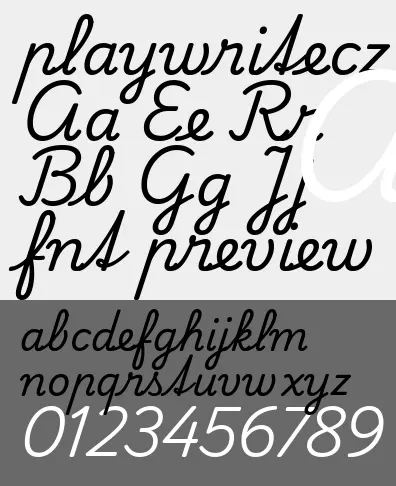 playwritecz
Aa Ee Rr
Bb Gg Jj
fnt preview
abcdefghijklm
nopqrstuvwxyz
0123456789